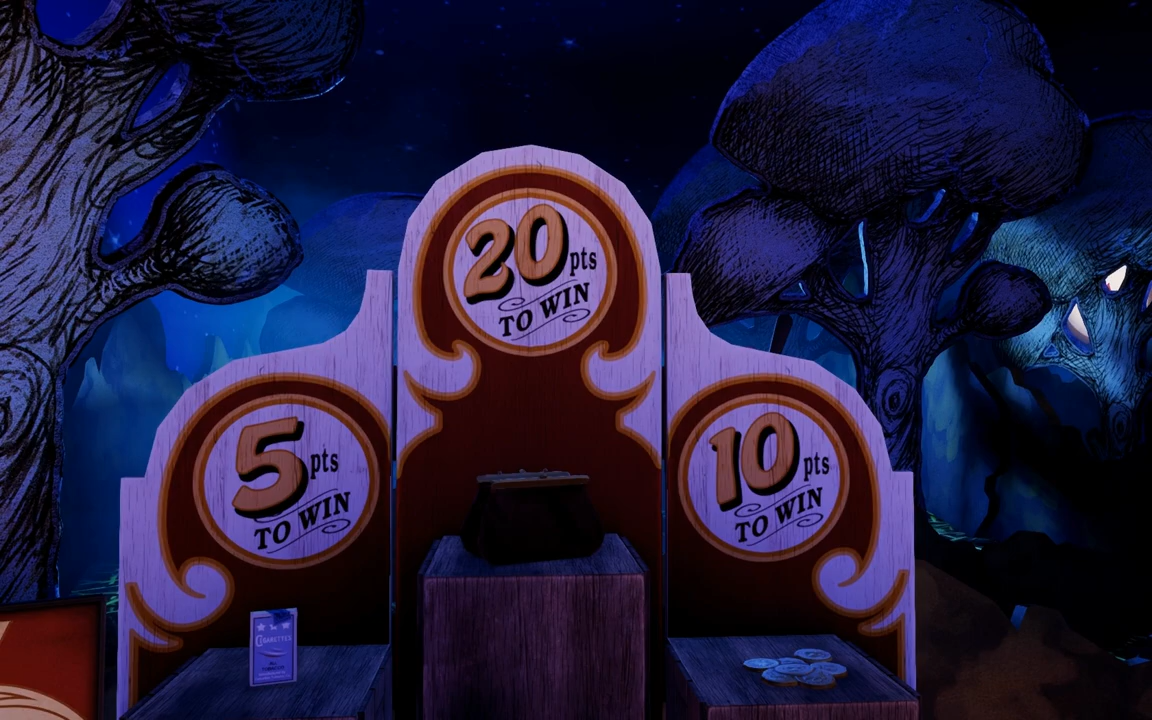 20 pts
TO WIN
5 pts
TO WIN
10 pts
TO WIN
CIGARETTES